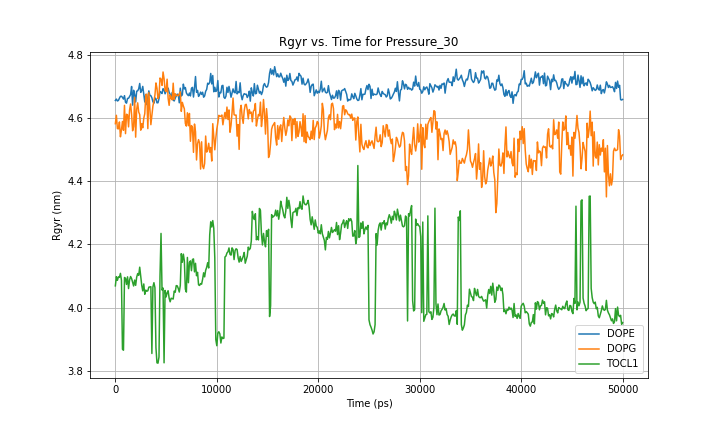 Rgyr vs. Time for Pressure_30
Rgyr (nm)
4.8
4.6
4.4
4.2
4.0
3.8
0
10000
20000
30000
40000
50000
Time (ps)
DOPE
DOPG
TOCL1